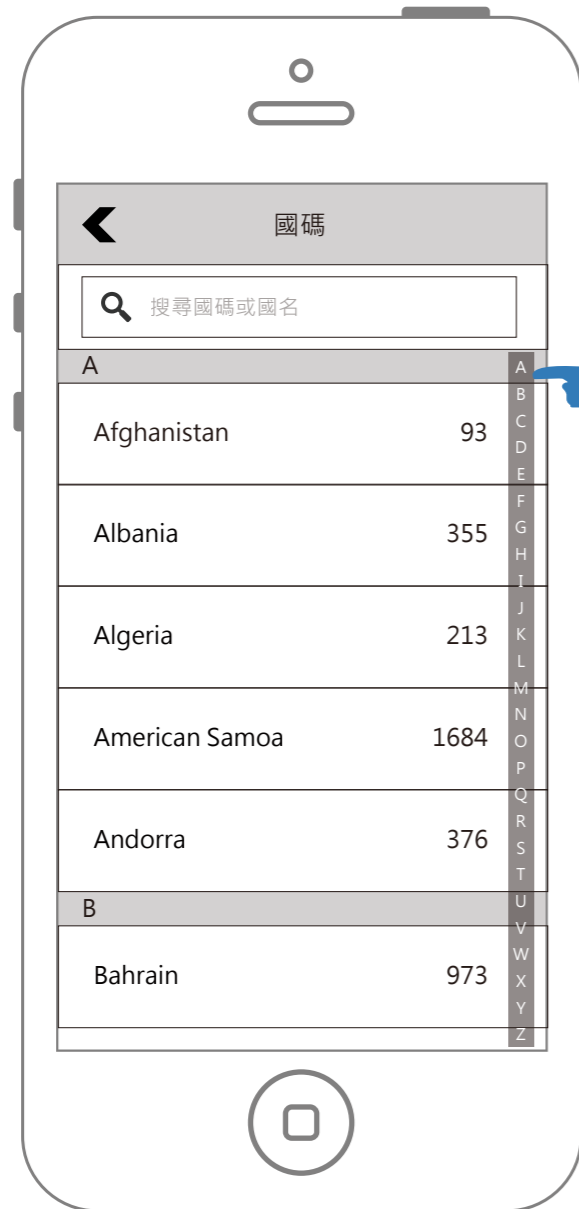 國碼
搜尋國碼或國名
A
Afghanistan 93
Albania 355
Algeria 213
American Samoa 1684
Andorra 376
B
Bahrain 973
A
B
C
D
E
F
G
H
I
J
K
L
M
N
O
P
Q
R
S
T
U
V
W
X
Y
Z